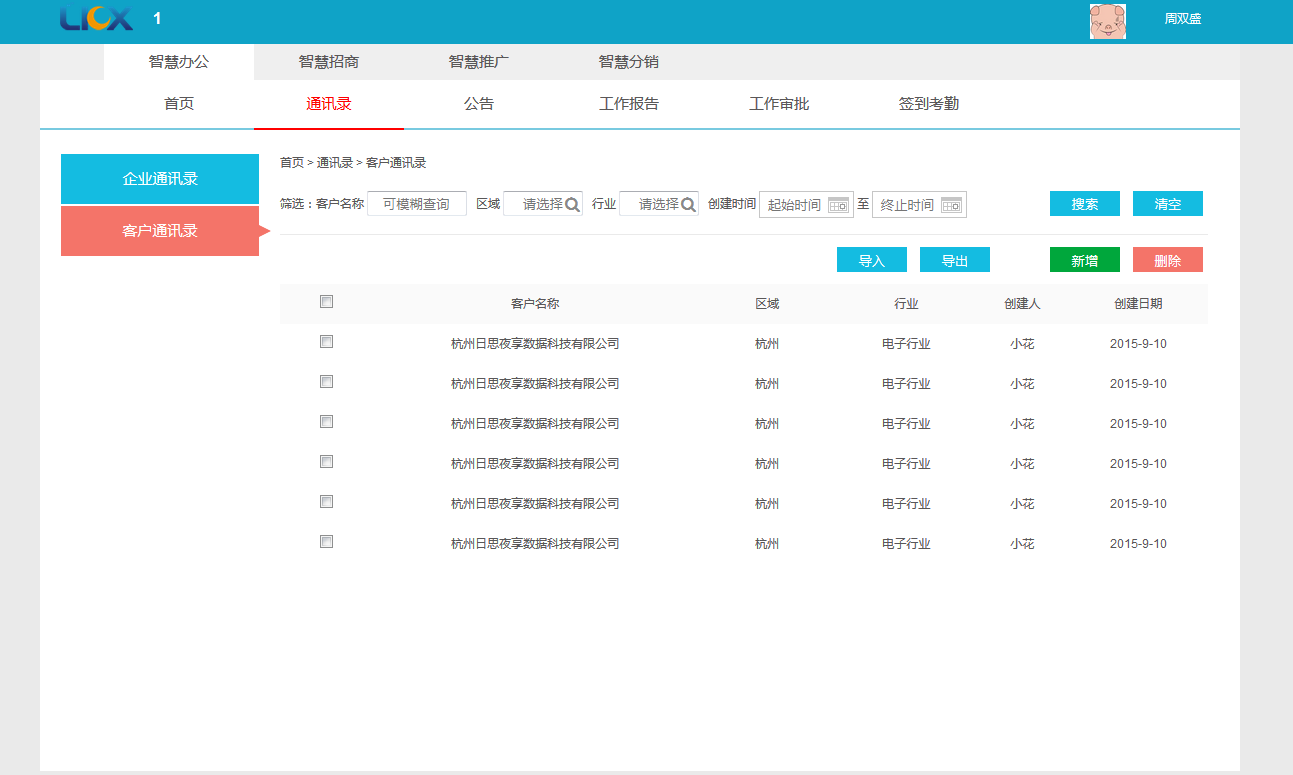 LICX 1 周双盛
智慧办公 智慧招商 智慧推广 智慧分销
首页 通讯录 公告 工作报告 工作审批 签到考勤
企业通讯录
客户通讯录
首页 > 通讯录 > 客户通讯录
筛选：客户名称 可模糊查询 区域 请选择 行业 请选择 创建时间 起始时间 至 终止时间 搜索 清空
导入 导出 新增 删除
客户名称 区域 行业 创建人 创建日期
杭州日思夜享数据科技有限公司 杭州 电子行业 小花 2015-9-10
杭州日思夜享数据科技有限公司 杭州 电子行业 小花 2015-9-10
杭州日思夜享数据科技有限公司 杭州 电子行业 小花 2015-9-10
杭州日思夜享数据科技有限公司 杭州 电子行业 小花 2015-9-10
杭州日思夜享数据科技有限公司 杭州 电子行业 小花 2015-9-10
杭州日思夜享数据科技有限公司 杭州 电子行业 小花 2015-9-10